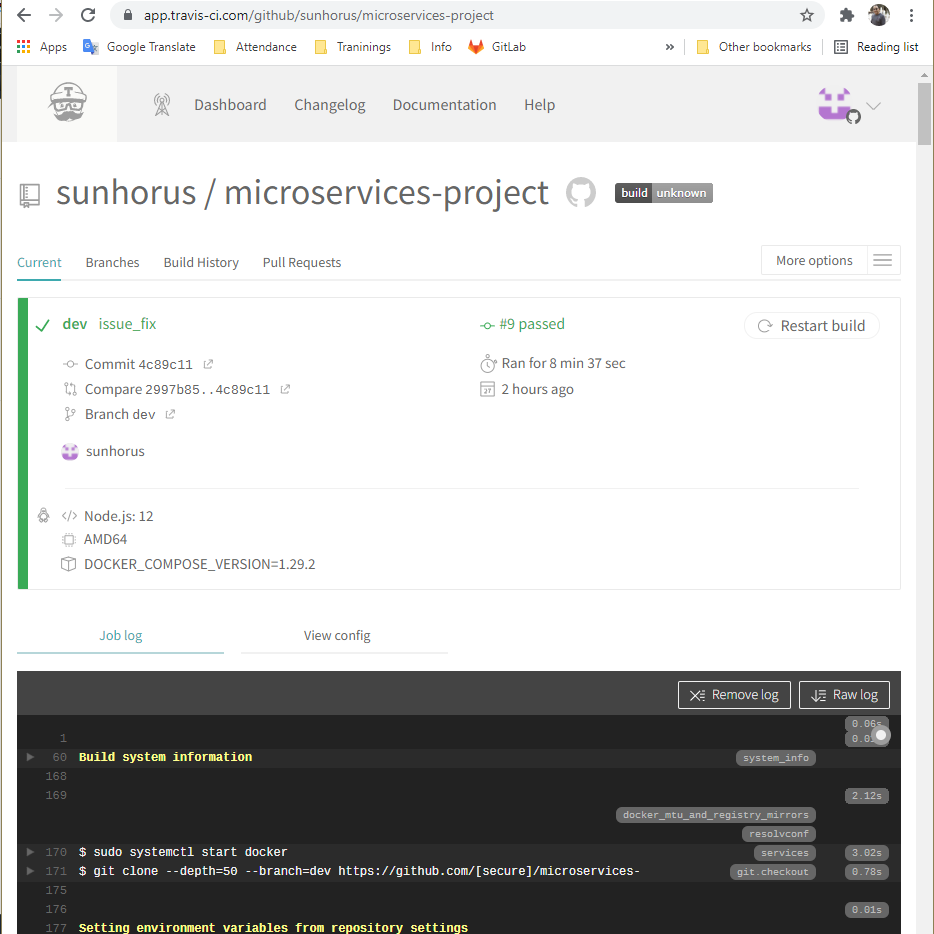 app.travis-ci.com/github/sunhorus/microservices-project
Apps Google Translate Attendance Traninings Info GitLab » Other bookmarks Reading list
T
Dashboard Changelog Documentation Help
sunhorus / microservices-project build unknown
Current Branches Build History Pull Requests More options
dev issue_fix #9 passed Restart build
Commit 4c89c11 Ran for 8 min 37 sec
Compare 2997b85..4c89c11 2 hours ago
Branch dev
sunhorus
Node.js: 12
AMD64
DOCKER_COMPOSE_VERSION=1.29.2
Job log View config
Remove log Raw log
0.06s
1
60 Build system information system_info
168
169 2.12s
docker_mtu_and_registry_mirrors
resolvconf
170 $ sudo systemctl start docker services 3.02s
171 $ git clone --depth=50 --branch=dev https://github.com/[secure]/microservices- git.checkout 0.78s
175
176 0.01s
177 Setting environment variables from repository settings